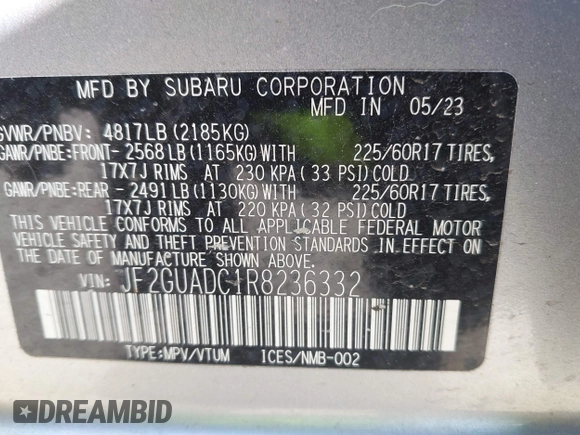 MFD BY SUBARU CORPORATION
MFD IN 05/23
GVWR/PNBV: 4817LB (2185KG)
GAWR/PNBE:FRONT- 2568LB (1165KG)WITH 225/60R17 TIRES,
17X7J RIMS AT 230 KPA (33 PSI)COLD
GAWR/PNBE:REAR - 2491LB (1130KG)WITH 225/60R17 TIRES,
17X7J RIMS AT 220 KPA (32 PSI)COLD
THIS VEHICLE CONFORMS TO ALL APPLICABLE FEDERAL MOTOR
VEHICLE SAFETY AND THEFT PREVENTION STANDARDS IN EFFECT ON
THE DATE OF MANUFACTURE SHOWN ABOVE.
VIN: JF2GUADC1R8236332
TYPE:MPV/VTUM ICES/NMB-002
DREAMBID